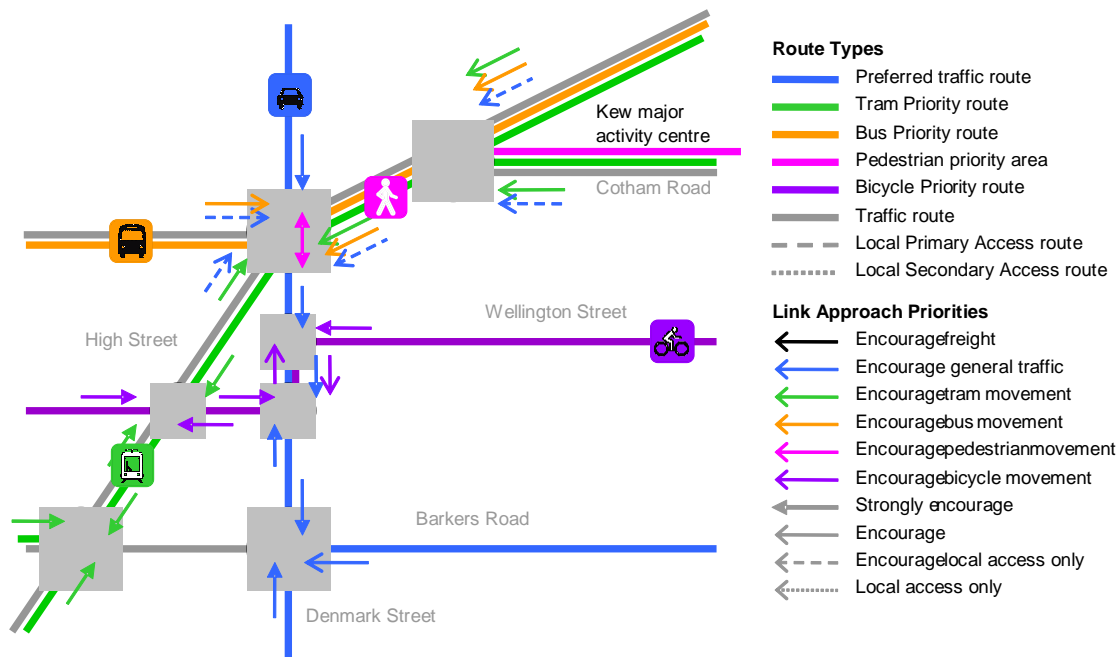 Kew major
activity centre
Cotham Road
High Street
Wellington Street
Barkers Road
Denmark Street
Route Types
Preferred traffic route
Tram Priority route
Bus Priority route
Pedestrian priority area
Bicycle Priority route
Traffic route
Local Primary Access route
Local Secondary Access route
Link Approach Priorities
Encouragefreight
Encourage general traffic
Encouragetram movement
Encouragebus movement
Encouragepedestrianmovement
Encouragebicycle movement
Strongly encourage
Encourage
Encouragelocal access only
Local access only